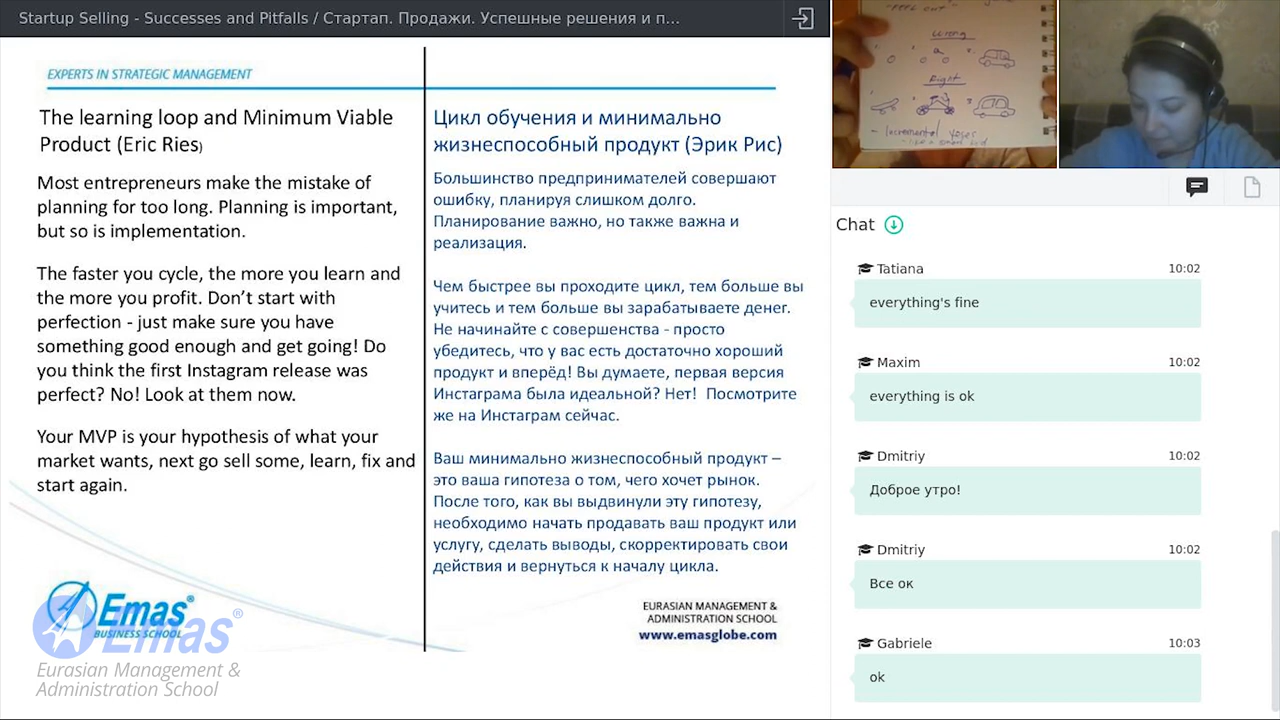 Startup Selling - Successes and Pitfalls / Стартап. Продажи. Успешные решения и п...
EXPERTS IN STRATEGIC MANAGEMENT
The learning loop and Minimum Viable
Product (Eric Ries)
Most entrepreneurs make the mistake of
planning for too long. Planning is important,
but so is implementation.
The faster you cycle, the more you learn and
the more you profit. Don’t start with
perfection - just make sure you have
something good enough and get going! Do
you think the first Instagram release was
perfect? No! Look at them now.
Your MVP is your hypothesis of what your
market wants, next go sell some, learn, fix and
start again.
Цикл обучения и минимально
жизнеспособный продукт (Эрик Рис)
Большинство предпринимателей совершают
ошибку, планируя слишком долго.
Планирование важно, но также важна и
реализация.
Чем быстрее вы проходите цикл, тем больше вы
учитесь и тем больше вы зарабатываете денег.
Не начинайте с совершенства - просто
убедитесь, что у вас есть достаточно хороший
продукт и вперёд! Вы думаете, первая версия
Инстаграма была идеальной? Нет! Посмотрите
же на Инстаграм сейчас.
Ваш минимально жизнеспособный продукт –
это ваша гипотеза о том, чего хочет рынок.
После того, как вы выдвинули эту гипотезу,
необходимо начать продавать ваш продукт или
услугу, сделать выводы, скорректировать свои
действия и вернуться к началу цикла.
Emas®
BUSINESS SCHOOL
Emas®
Eurasian Management &
Administration School
EURASIAN MANAGEMENT &
ADMINISTRATION SCHOOL
www.emasglobe.com
Wrong
Right
Chat
Tatiana 10:02
everything's fine
Maxim 10:02
everything is ok
Dmitriy 10:02
Доброе утро!
Dmitriy 10:02
Все ок
Gabriele 10:03
ok